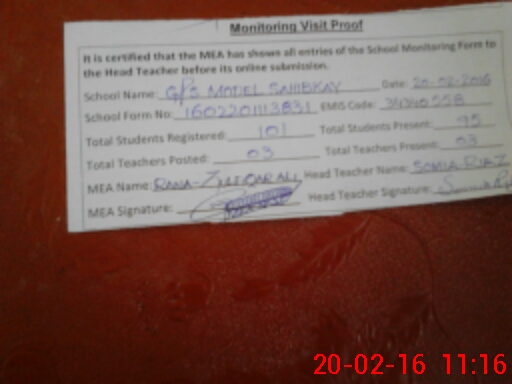 Monitoring Visit Proof
It is certified that the MEA has shown all entries of the School Monitoring Form to
the Head Teacher before its online submission.
School Name: GPS MODEL SAHIBKAY Date: 20-02-2016
School Form No: EMIS Code:
Total Students Registered: 101 Total Students Present: 95
Total Teachers Posted: 03 Total Teachers Present: 03
MEA Name: RANA-ZULFQAR ALI Head Teacher Name: SOMIA RIAZ
MEA Signature: Head Teacher Signature:
20-02-16 11:16